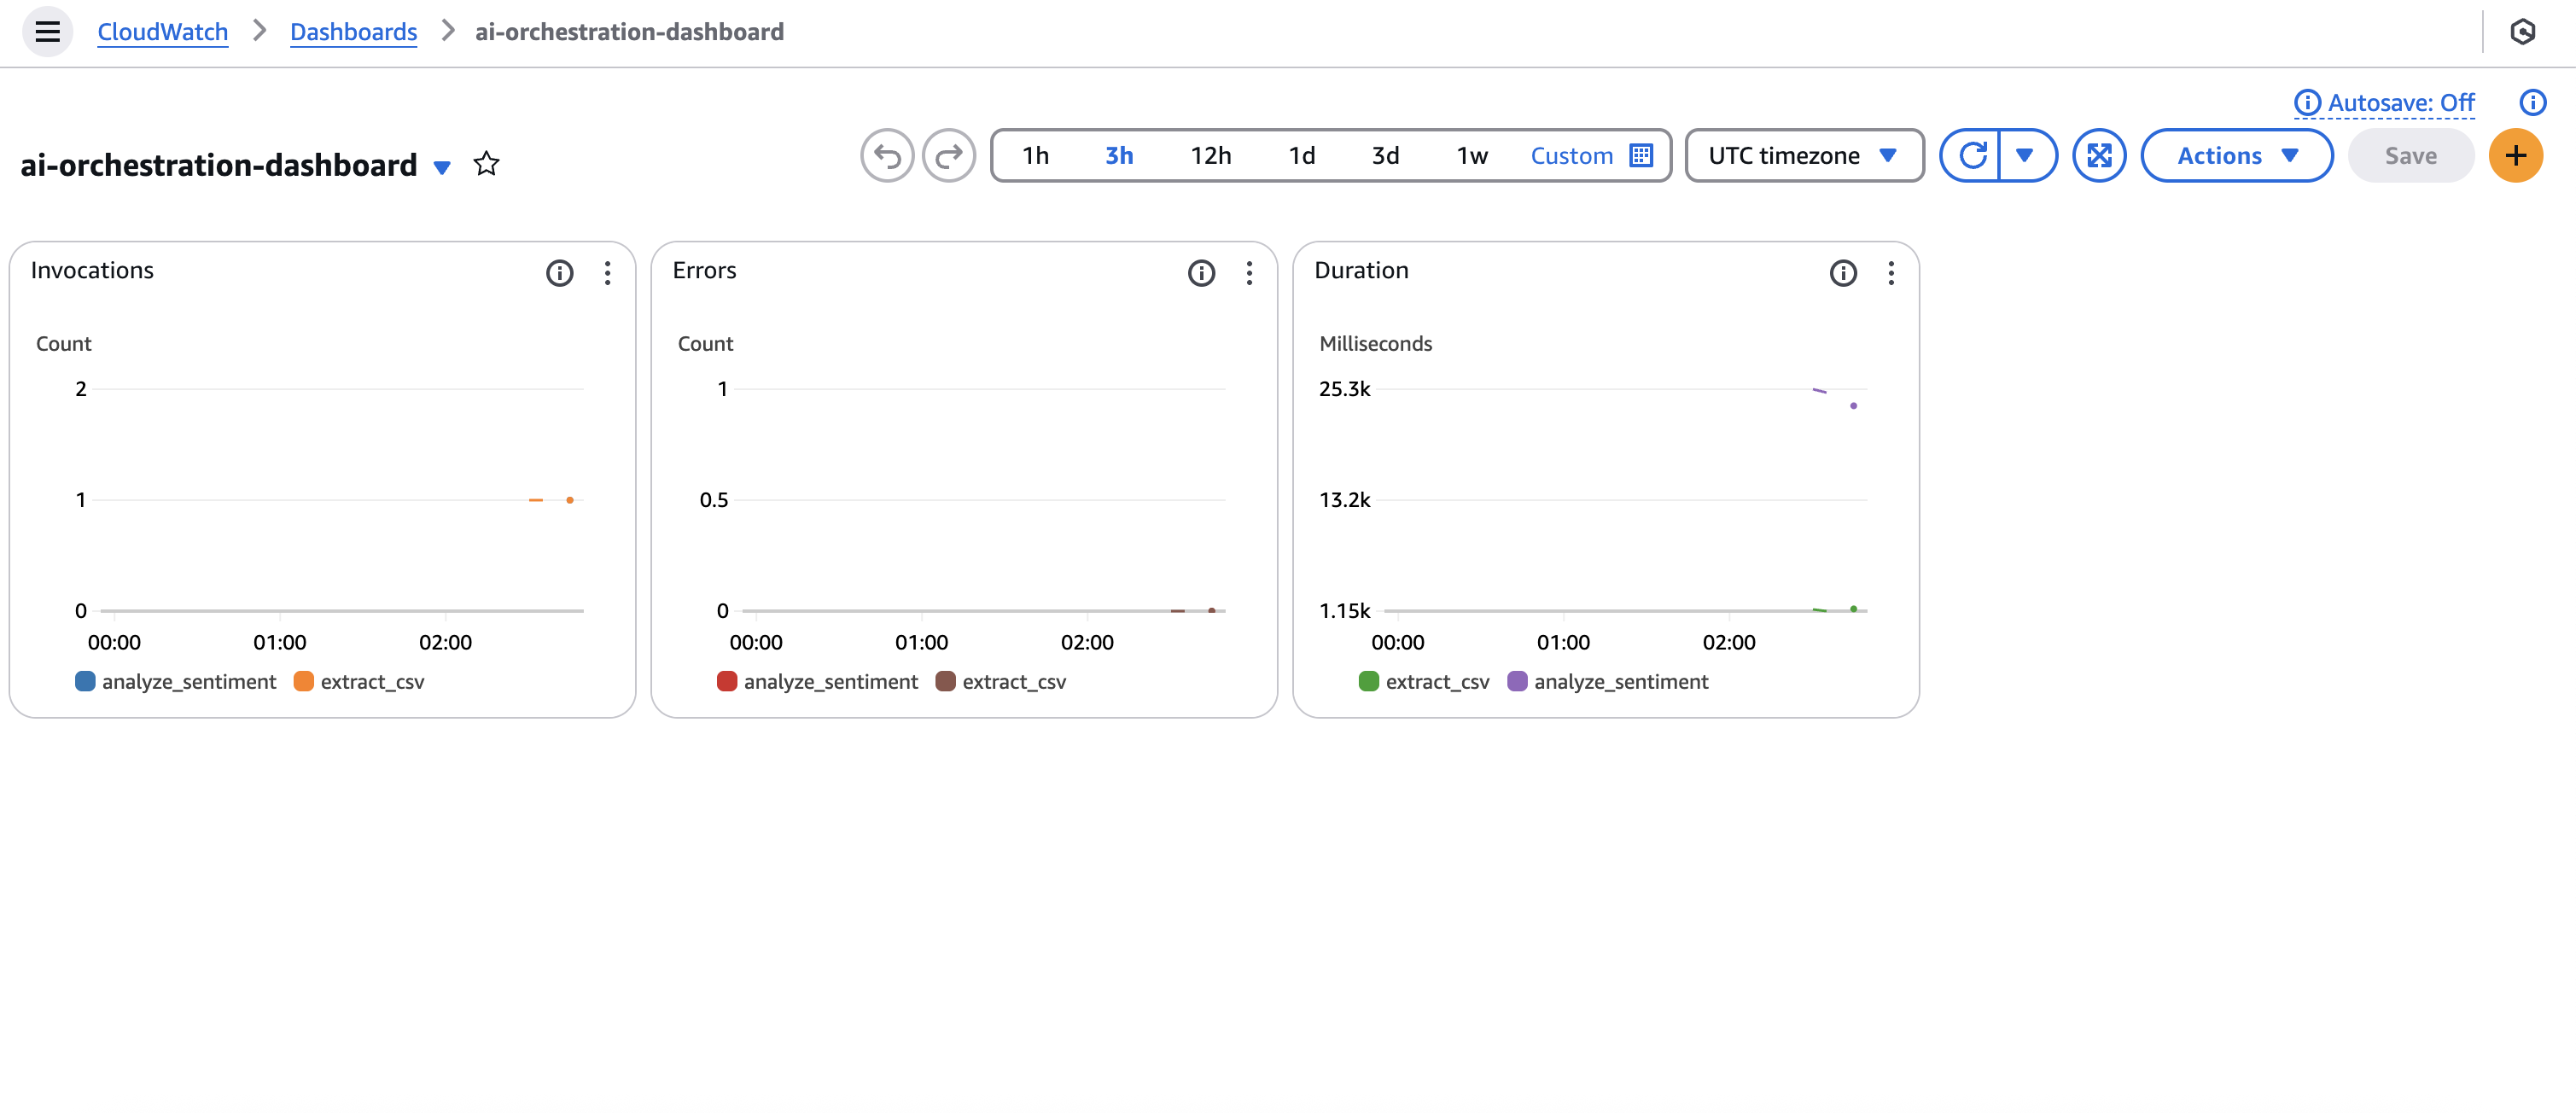 CloudWatch > Dashboards > ai-orchestration-dashboard
Autosave: Off
ai-orchestration-dashboard
1h 3h 12h 1d 3d 1w Custom
UTC timezone
Actions
Save
Invocations
Count
2
1
0
00:00 01:00 02:00
analyze_sentiment extract_csv
Errors
Count
1
0.5
0
00:00 01:00 02:00
analyze_sentiment extract_csv
Duration
Milliseconds
25.3k
13.2k
1.15k
00:00 01:00 02:00
extract_csv analyze_sentiment